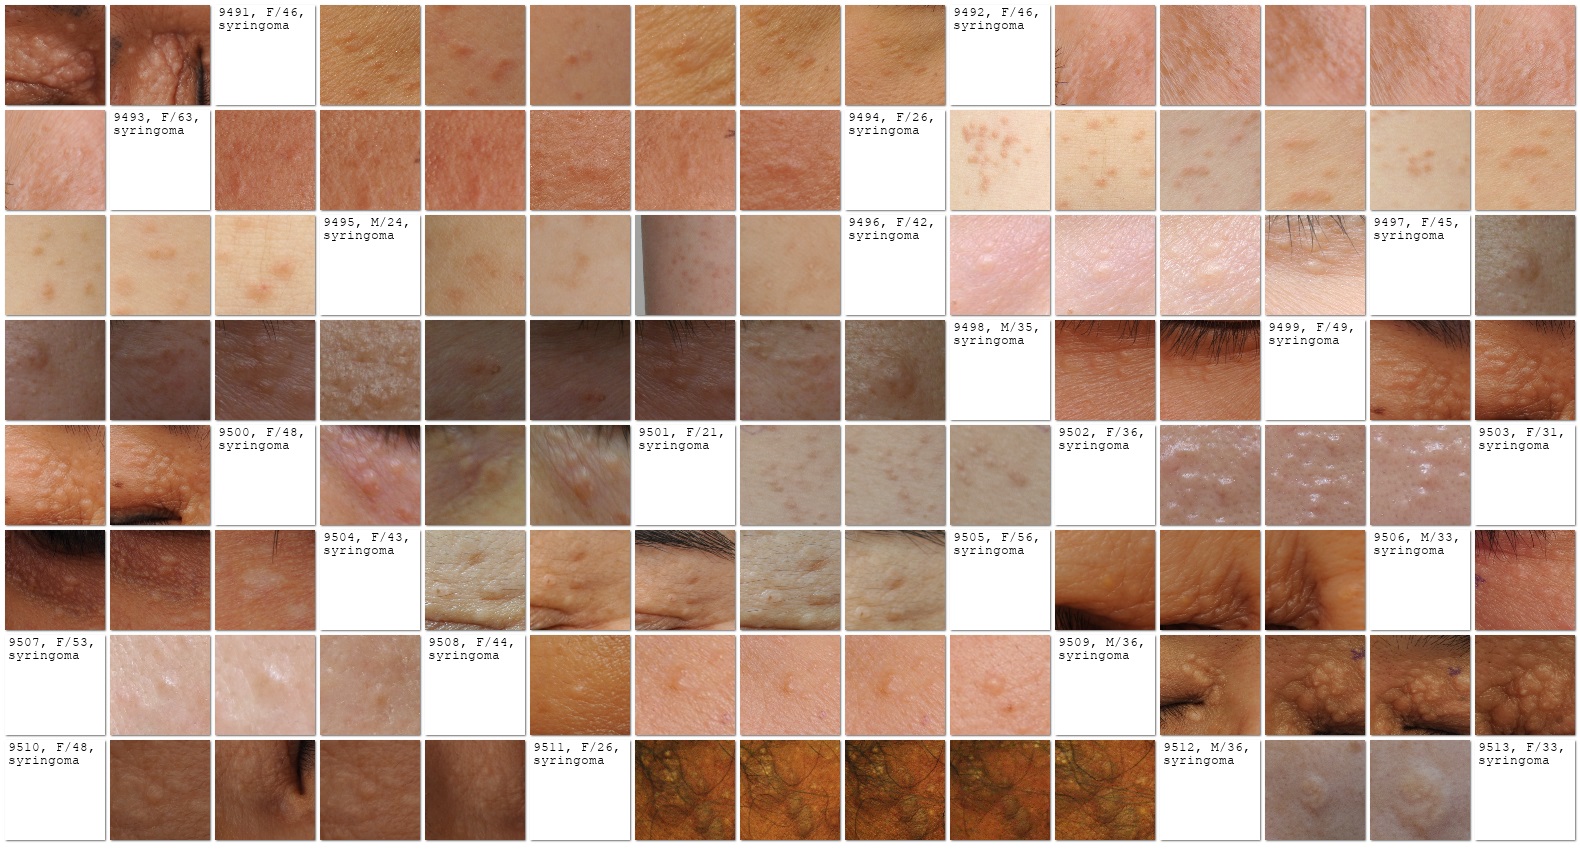 9491, F/46,
syringoma
9492, F/46,
syringoma
9493, F/63,
syringoma
9494, F/26,
syringoma
9495, M/24,
syringoma
9496, F/42,
syringoma
9497, F/45,
syringoma
9498, M/35,
syringoma
9499, F/49,
syringoma
9500, F/48,
syringoma
9501, F/21,
syringoma
9502, F/36,
syringoma
9503, F/31,
syringoma
9504, F/43,
syringoma
9505, F/56,
syringoma
9506, M/33,
syringoma
9507, F/53,
syringoma
9508, F/44,
syringoma
9509, M/36,
syringoma
9510, F/48,
syringoma
9511, F/26,
syringoma
9512, M/36,
syringoma
9513, F/33,
syringoma